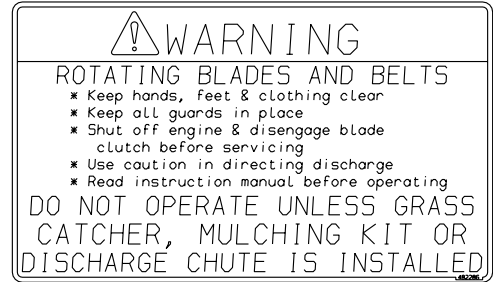 WARNING
ROTATING BLADES AND BELTS
* Keep hands, feet & clothing clear
* Keep all guards in place
* Shut off engine & disengage blade
clutch before servicing
* Use caution in directing discharge
* Read instruction manual before operating
DO NOT OPERATE UNLESS GRASS
CATCHER, MULCHING KIT OR
DISCHARGE CHUTE IS INSTALLED
482286